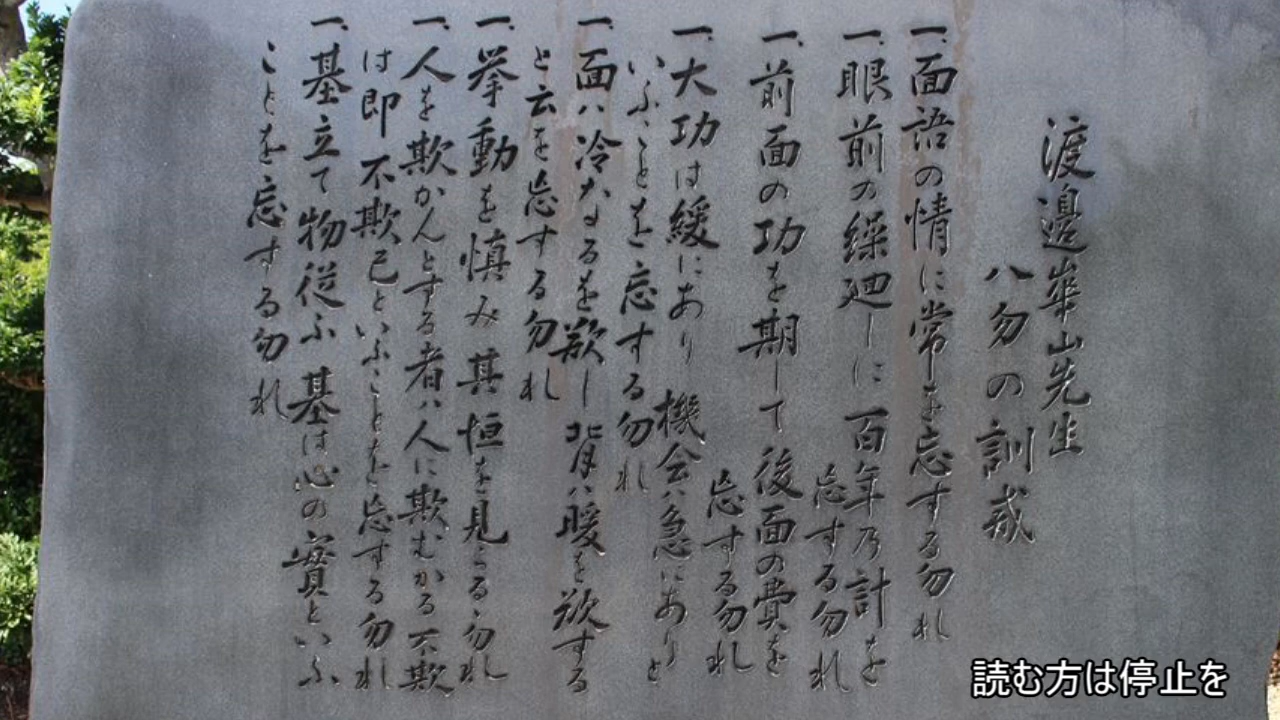 渡邊崋山先生
八勿の訓戒
一、面語の情に常を忘する勿れ
一、眼前の繰廻しに百年乃計を
忘する勿れ
一、前面の功を期して後面の費を
忘する勿れ
一、大功は緩にあり機会ハ急にありと
いふことを忘する勿れ
一、面ハ冷なるを欲し背ハ暖を欲する
と云を忘する勿れ
一、挙動を慎み其恒を見らるゝ勿れ
一、人を欺かんとする者ハ人に欺むかる不欺
は即不欺己といふことを忘する勿れ
一、基立て物従ふ基は心の實といふ
ことを忘する勿れ
読む方は停止を